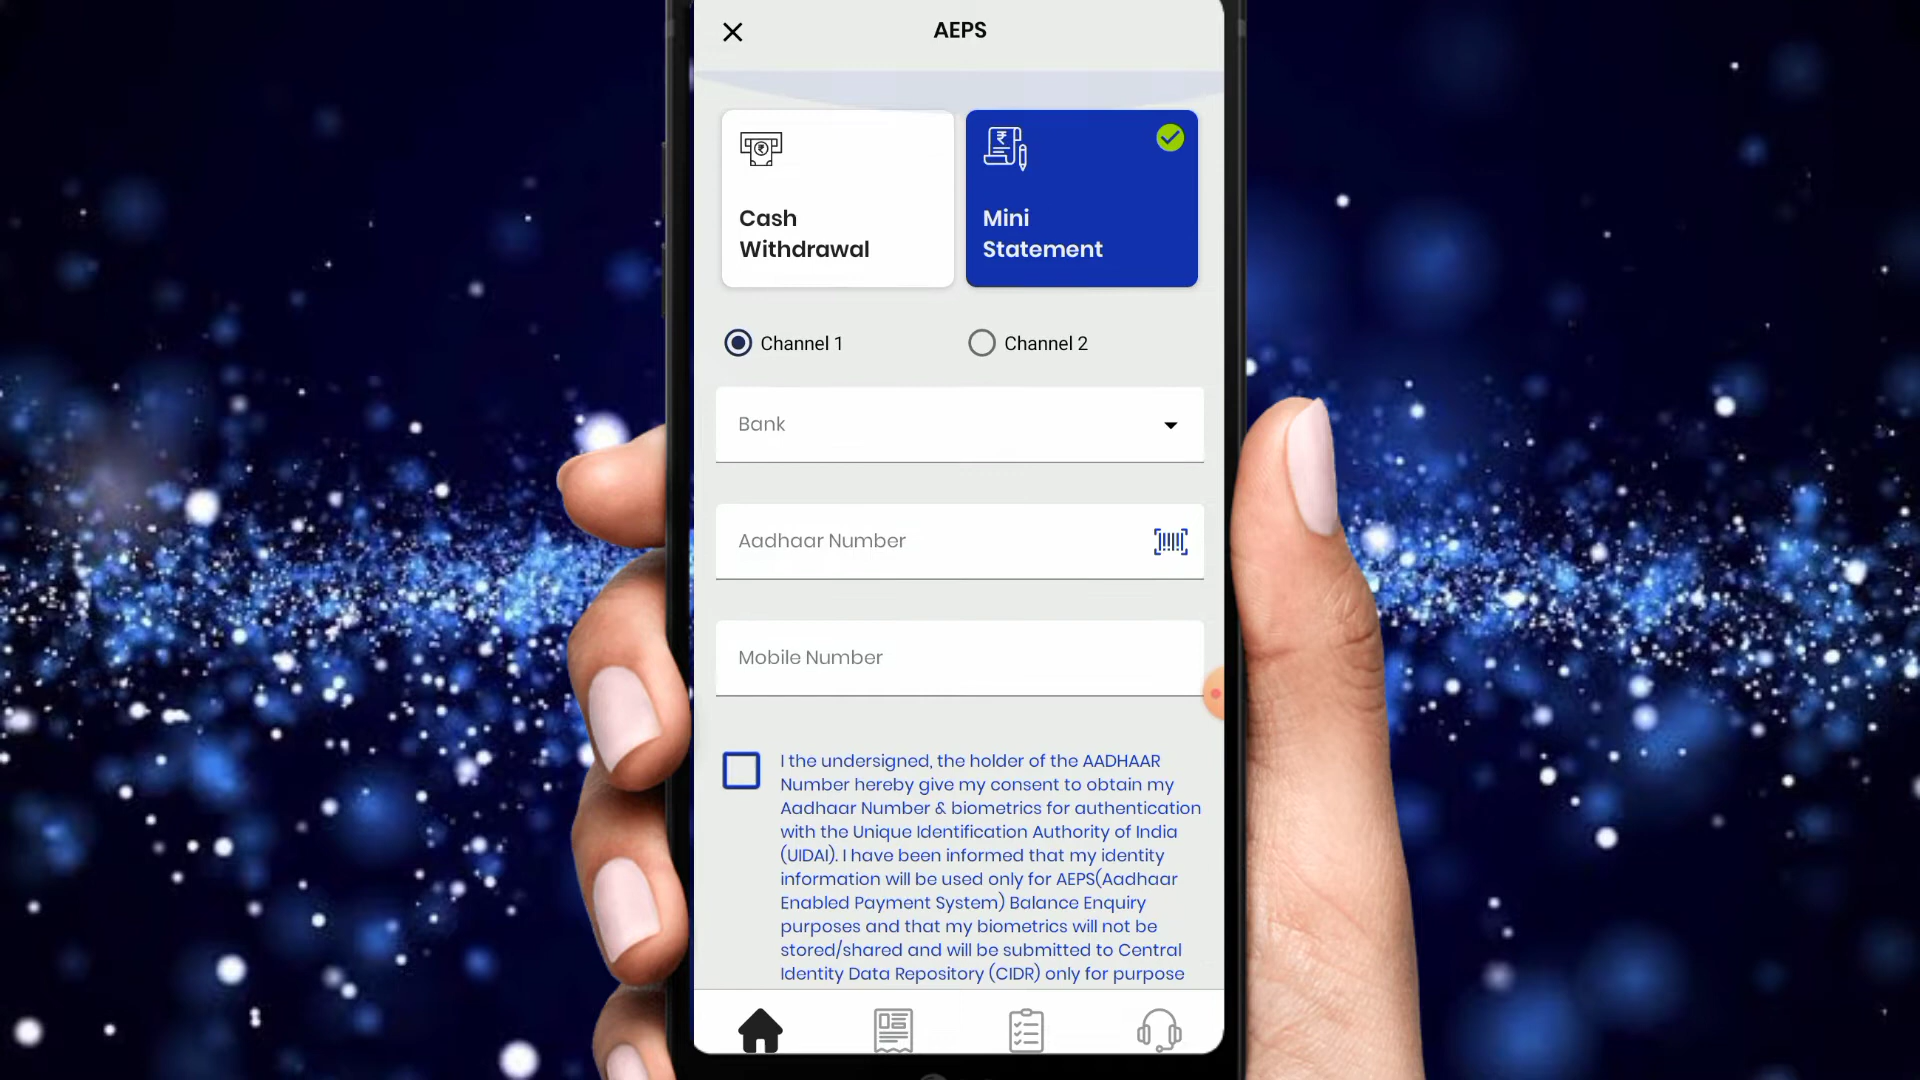 AEPS
Cash
Withdrawal
Mini
Statement
Channel 1
Channel 2
Bank
Aadhaar Number
Mobile Number
I the undersigned, the holder of the AADHAAR
Number hereby give my consent to obtain my
Aadhaar Number & biometrics for authentication
with the Unique Identification Authority of India
(UIDAI). I have been informed that my identity
information will be used only for AEPS(Aadhaar
Enabled Payment System) Balance Enquiry
purposes and that my biometrics will not be
stored/shared and will be submitted to Central
Identity Data Repository (CIDR) only for purpose